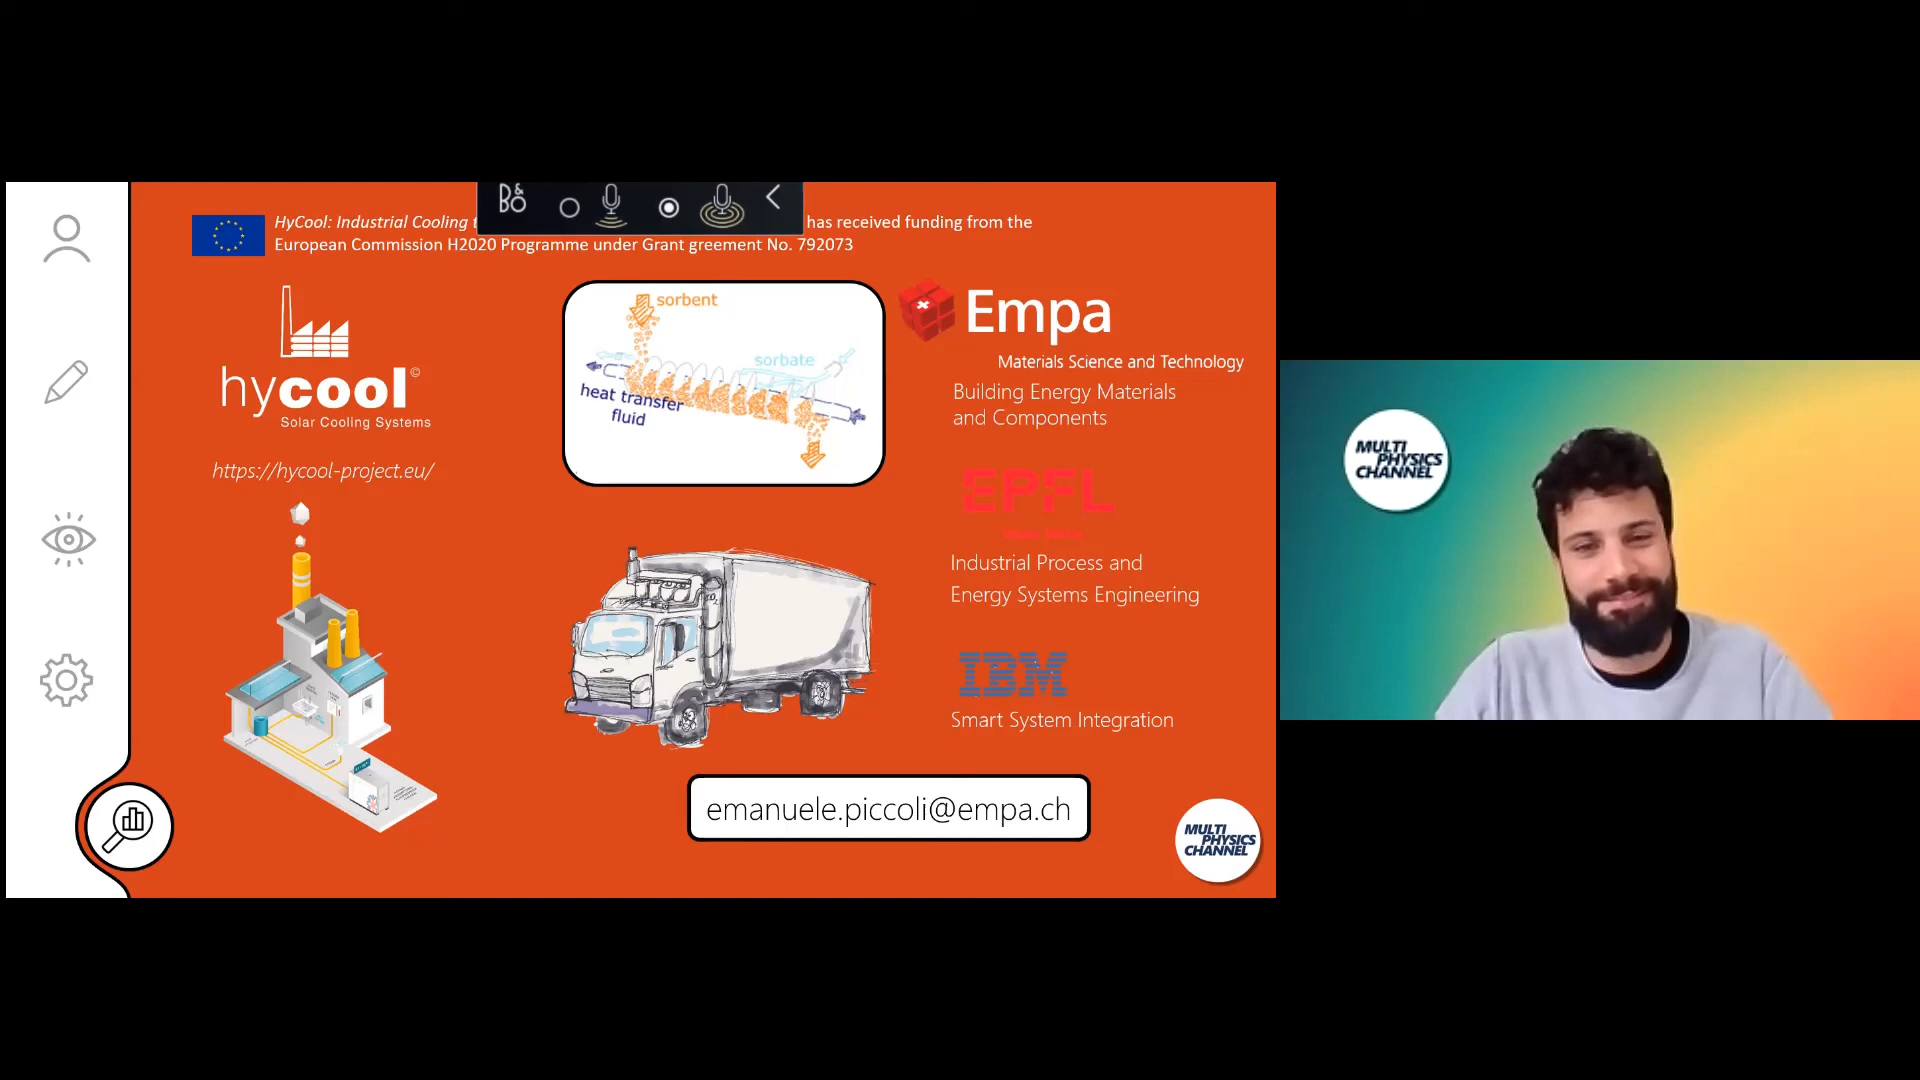 HyCool: Industrial Cooling
has received funding from the
European Commission H2020 Programme under Grant greement No. 792073
hycool©
Solar Cooling Systems
https://hycool-project.eu/
sorbent
sorbate
heat transfer
fluid
Empa
Materials Science and Technology
Building Energy Materials
and Components
EPFL
Industrial Process and
Energy Systems Engineering
IBM
Smart System Integration
emanuele.piccoli@empa.ch
MULTI
PHYSICS
CHANNEL
MULTI
PHYSICS
CHANNEL